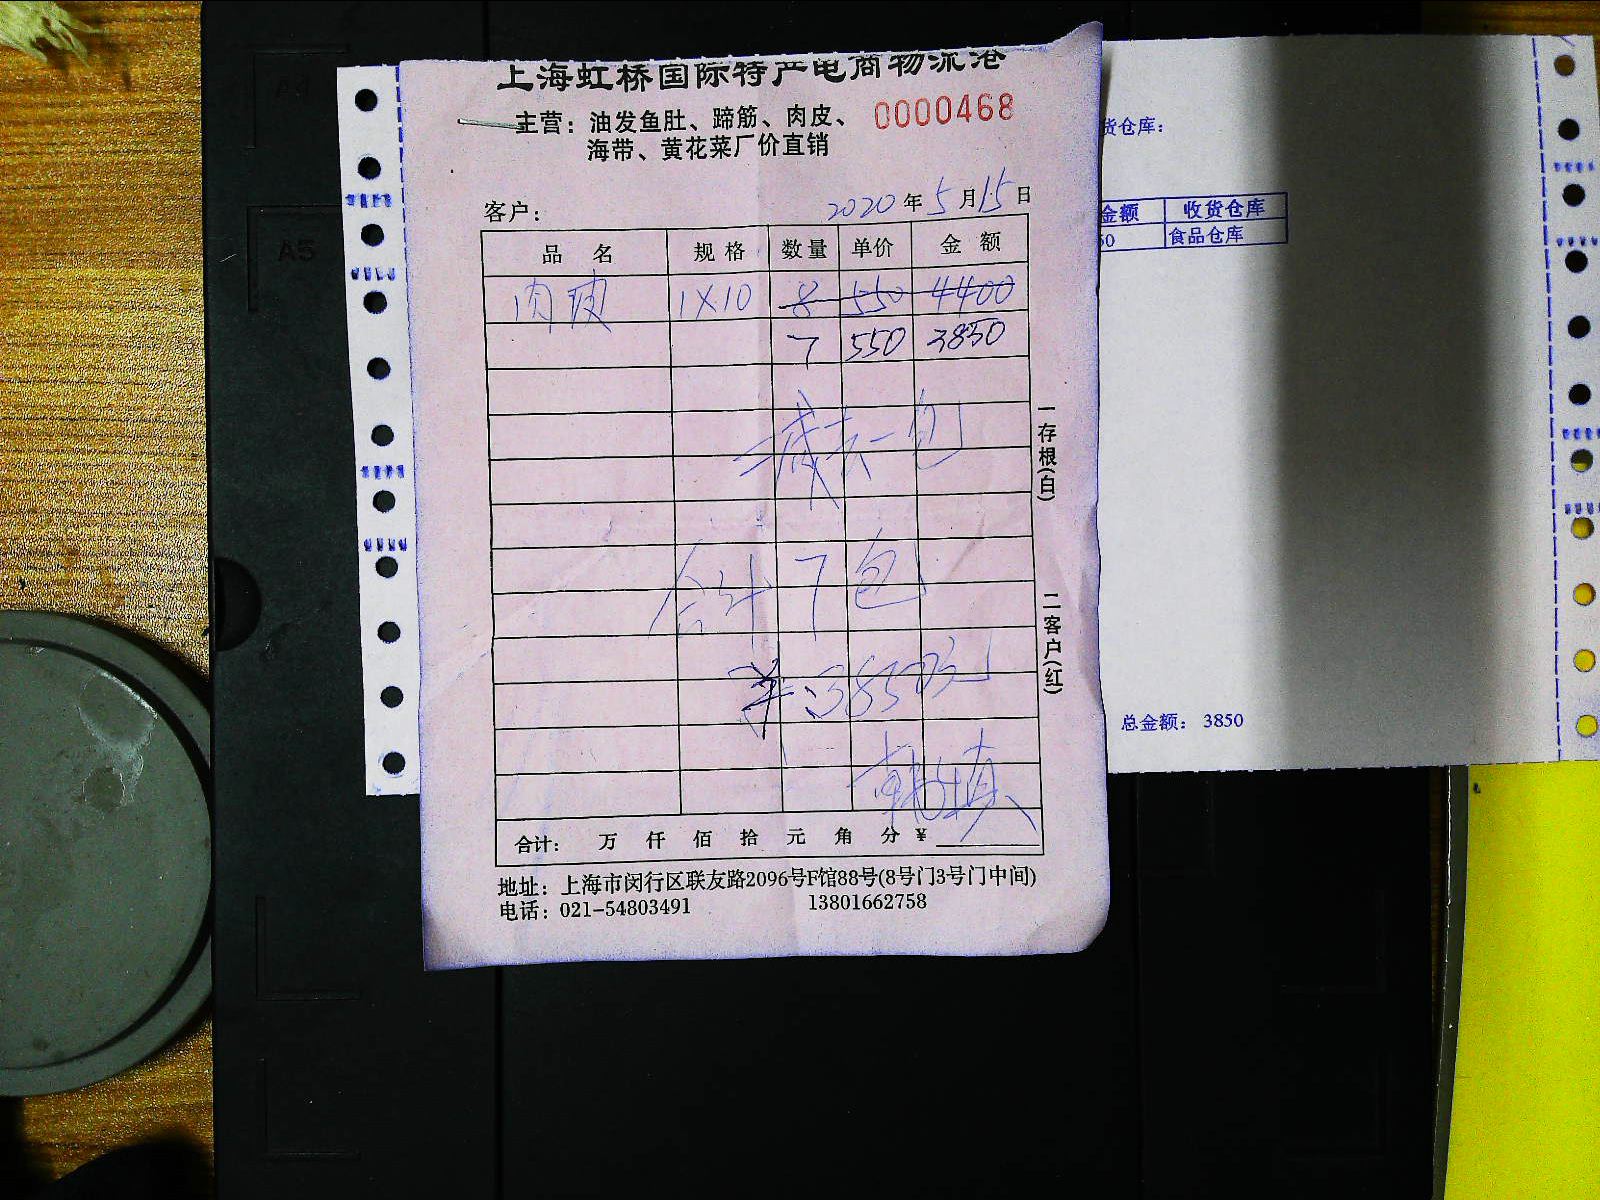 上海虹桥国际特产电商物流港
主营：油发鱼肚、蹄筋、肉皮、
海带、黄花菜厂价直销
0000468
客户：
2020年5月15日
品 名 规 格 数量 单价 金 额
肉皮 1X10 8 550 4400
7 550 3850
减去一包
合计7包
¥:3850元
合计： 万 仟 佰 拾 元 角 分 ¥
地址：上海市闵行区联友路2096号F馆88号(8号门3号门中间)
电话：021-54803491 13801662758
一存根(白)
二客户(红)
货仓库：
金额 收货仓库
50 食品仓库
总金额： 3850
A5